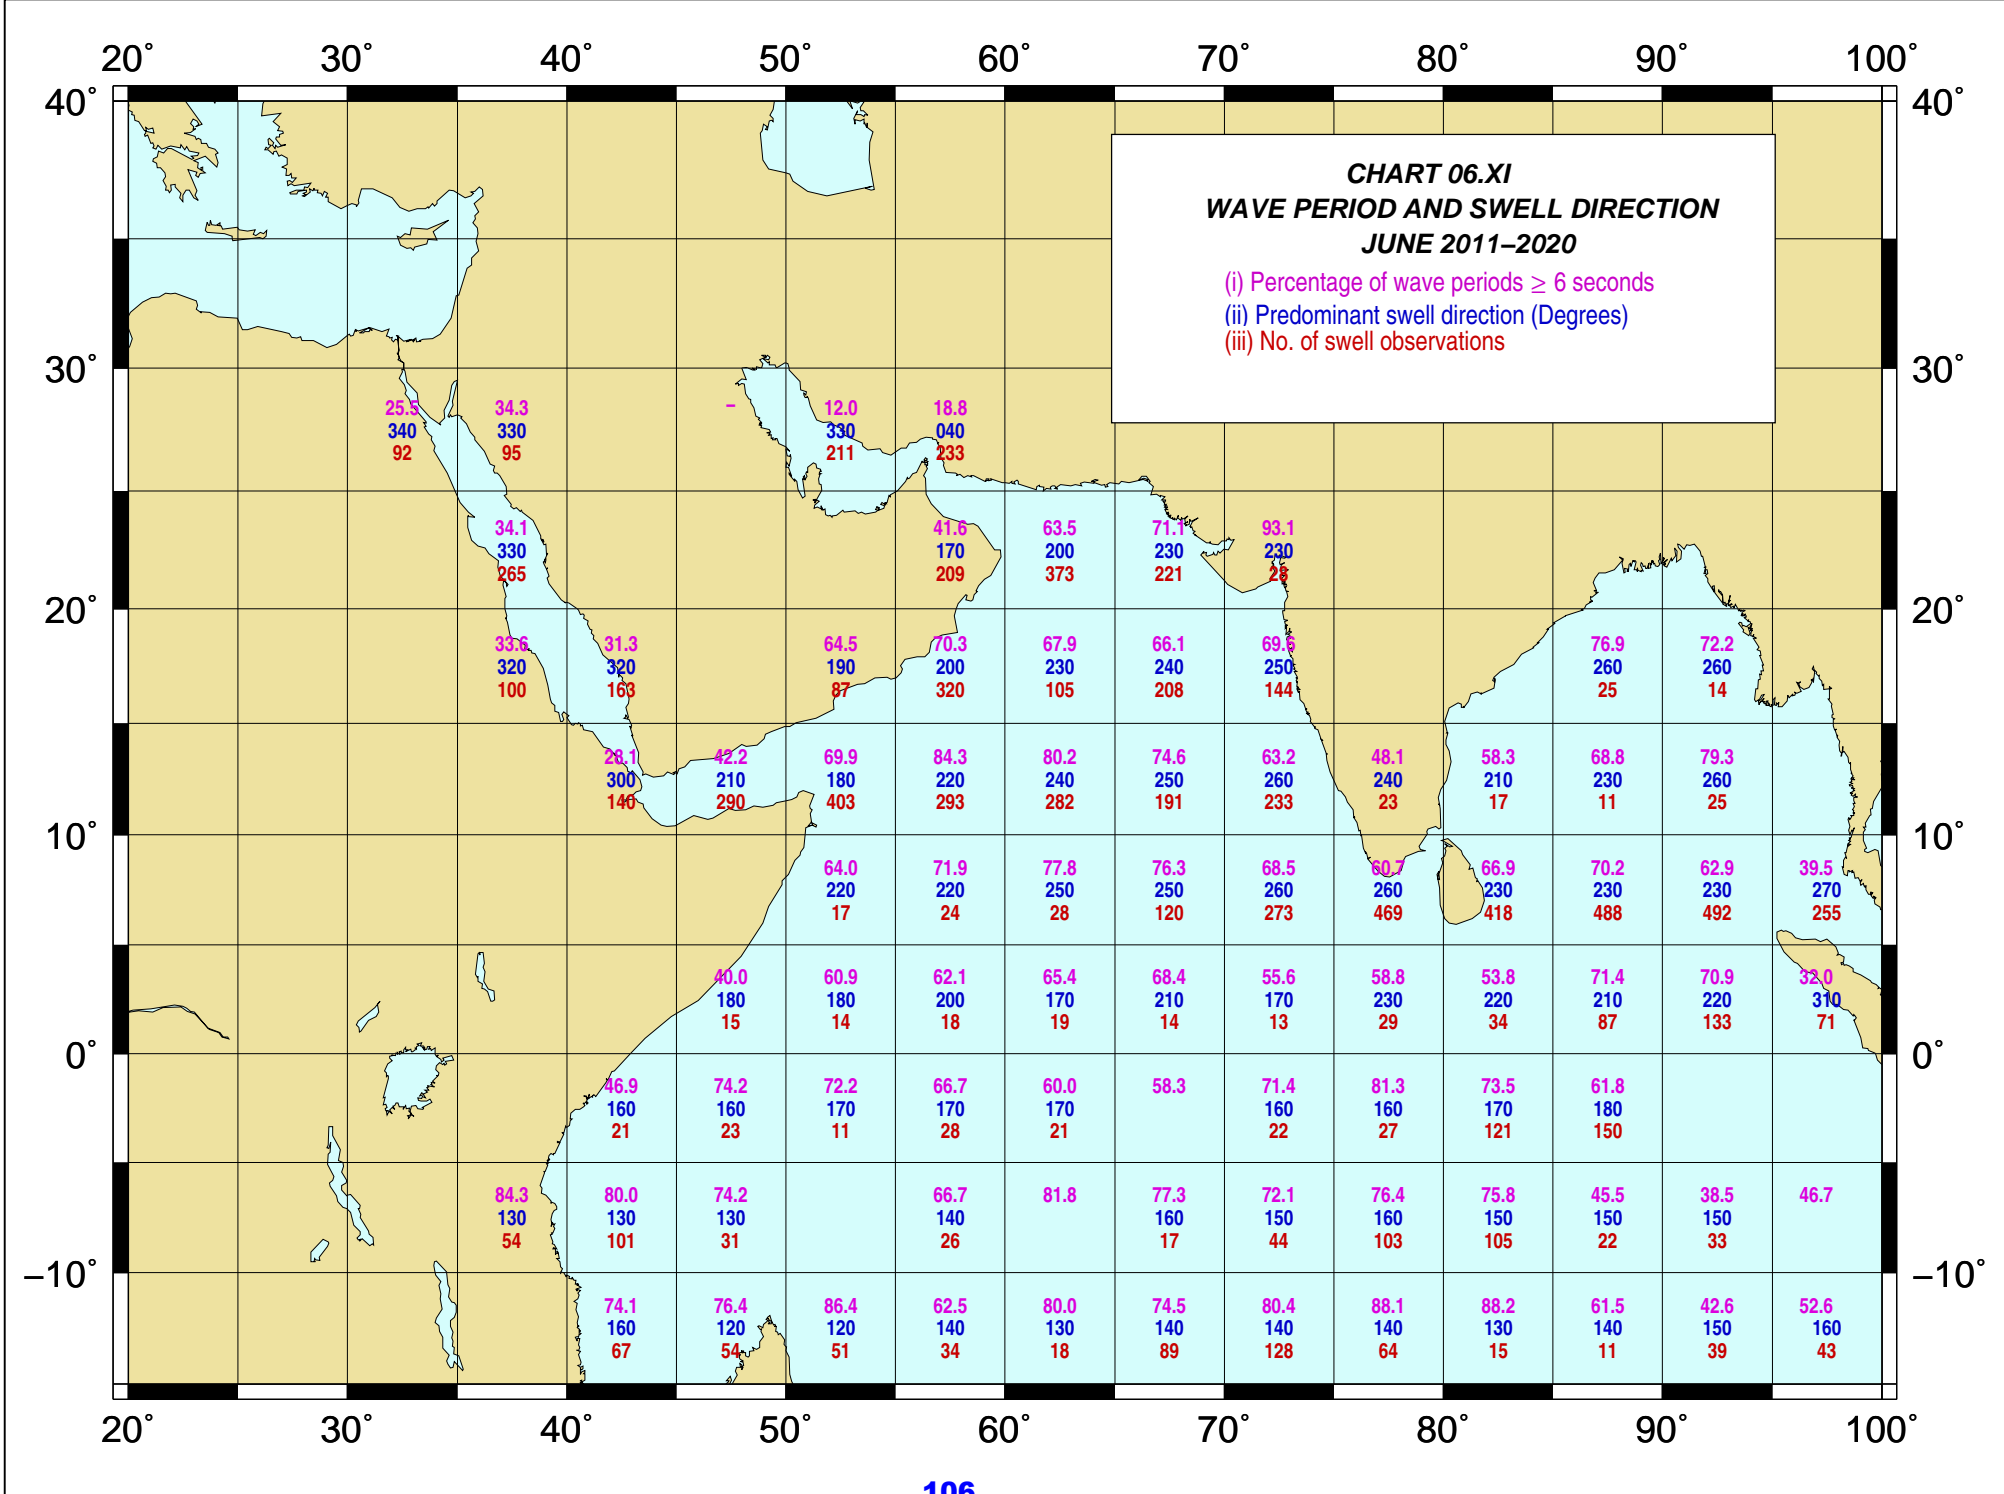 20° 30° 40° 50° 60° 70° 80° 90° 100°
40° 40°
CHART 06.XI
WAVE PERIOD AND SWELL DIRECTION
JUNE 2011–2020
(i) Percentage of wave periods ≥ 6 seconds
(ii) Predominant swell direction (Degrees)
(iii) No. of swell observations
30° 30°
25.5 34.3 – 12.0 18.8
340 330 330 040
92 95 211 233
34.1 41.6 63.5 71.1 93.1
330 170 200 230 230
265 209 373 221 28
20° 20°
33.6 31.3 64.5 70.3 67.9 66.1 69.6 76.9 72.2
320 320 190 200 230 240 250 260 260
100 163 87 320 105 208 144 25 14
28.1 42.2 69.9 84.3 80.2 74.6 63.2 48.1 58.3 68.8 79.3
300 210 180 220 240 250 260 240 210 230 260
140 290 403 293 282 191 233 23 17 11 25
10° 10°
64.0 71.9 77.8 76.3 68.5 60.7 66.9 70.2 62.9 39.5
220 220 250 250 260 260 230 230 230 270
17 24 28 120 273 469 418 488 492 255
40.0 60.9 62.1 65.4 68.4 55.6 58.8 53.8 71.4 70.9 32.0
180 180 200 170 210 170 230 220 210 220 310
15 14 18 19 14 13 29 34 87 133 71
0° 0°
46.9 74.2 72.2 66.7 60.0 58.3 71.4 81.3 73.5 61.8
160 160 170 170 170 160 160 170 180
21 23 11 28 21 22 27 121 150
84.3 80.0 74.2 66.7 81.8 77.3 72.1 76.4 75.8 45.5 38.5 46.7
130 130 130 140 160 150 160 150 150 150
54 101 31 26 17 44 103 105 22 33
–10° –10°
74.1 76.4 86.4 62.5 80.0 74.5 80.4 88.1 88.2 61.5 42.6 52.6
160 120 120 140 130 140 140 140 130 140 150 160
67 54 51 34 18 89 128 64 15 11 39 43
20° 30° 40° 50° 60° 70° 80° 90° 100°
106